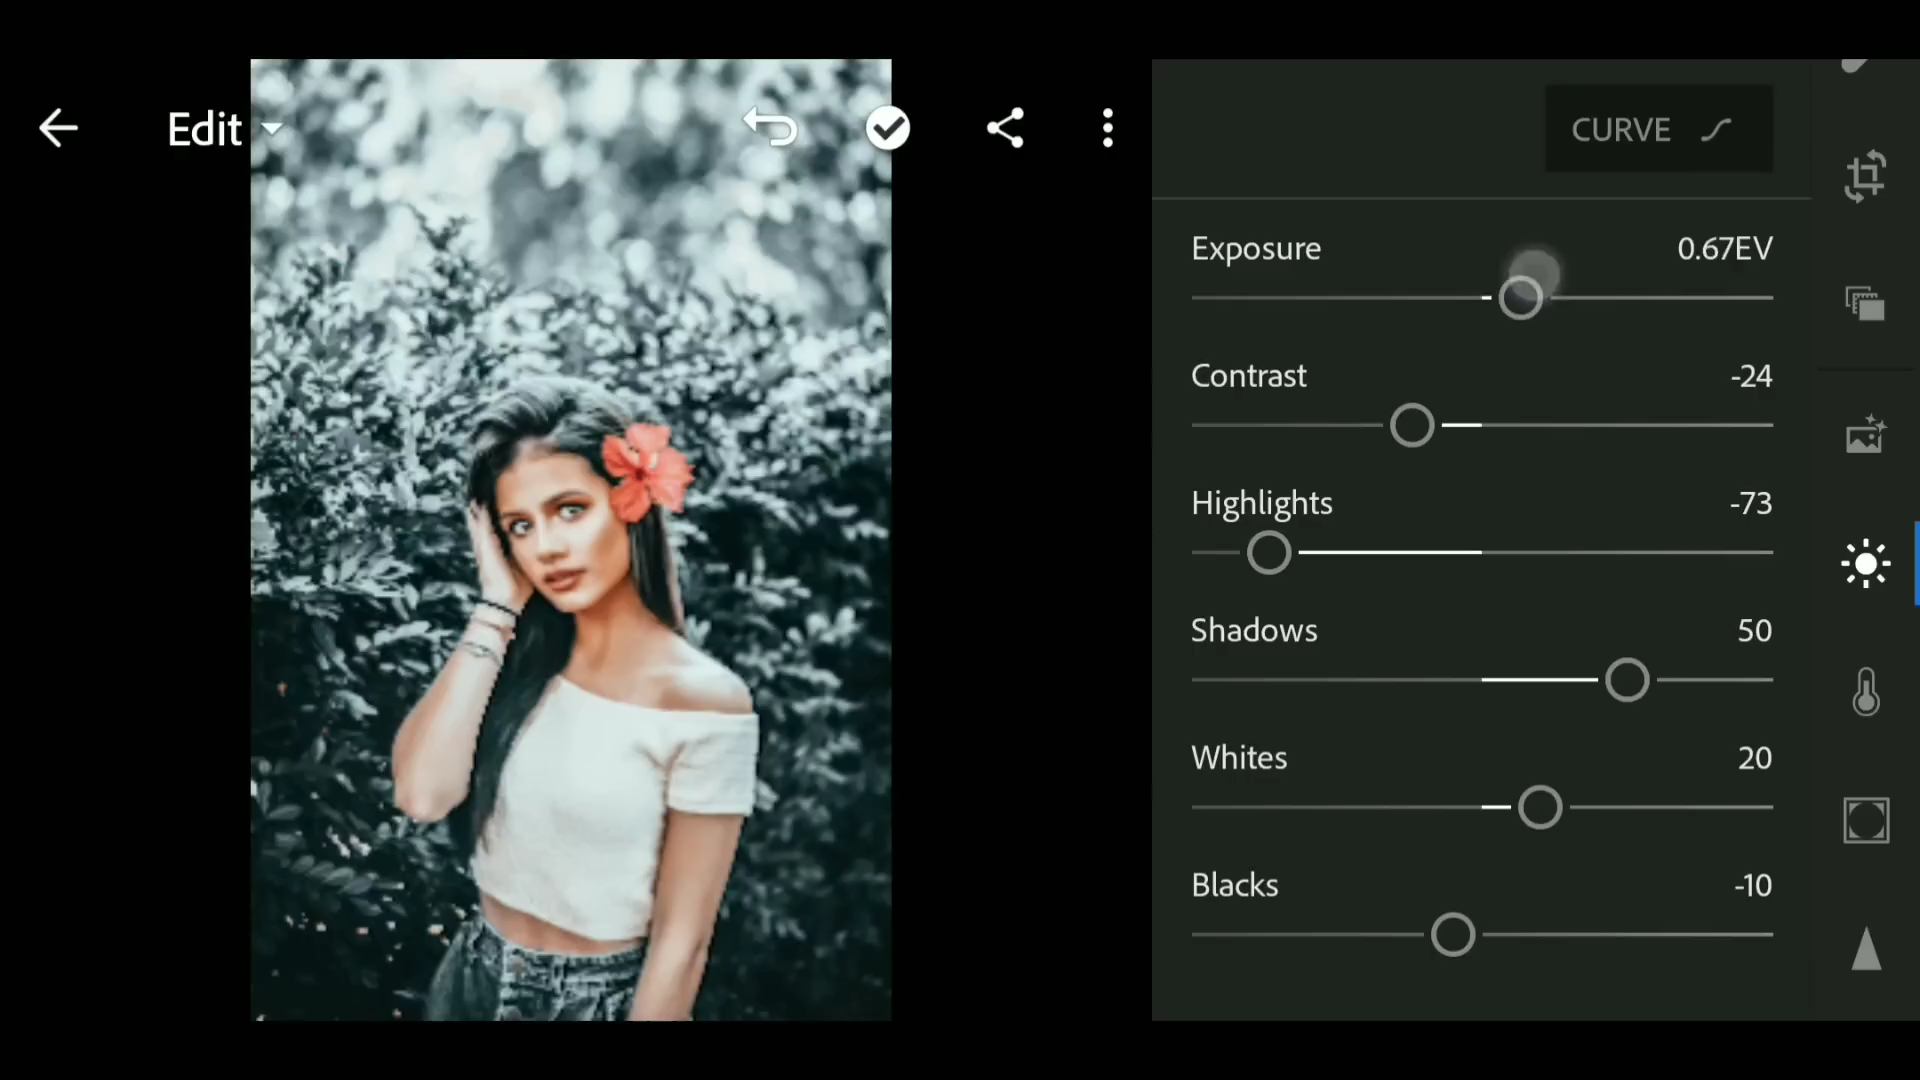 Edit
CURVE
Exposure 0.67EV
Contrast -24
Highlights -73
Shadows 50
Whites 20
Blacks -10